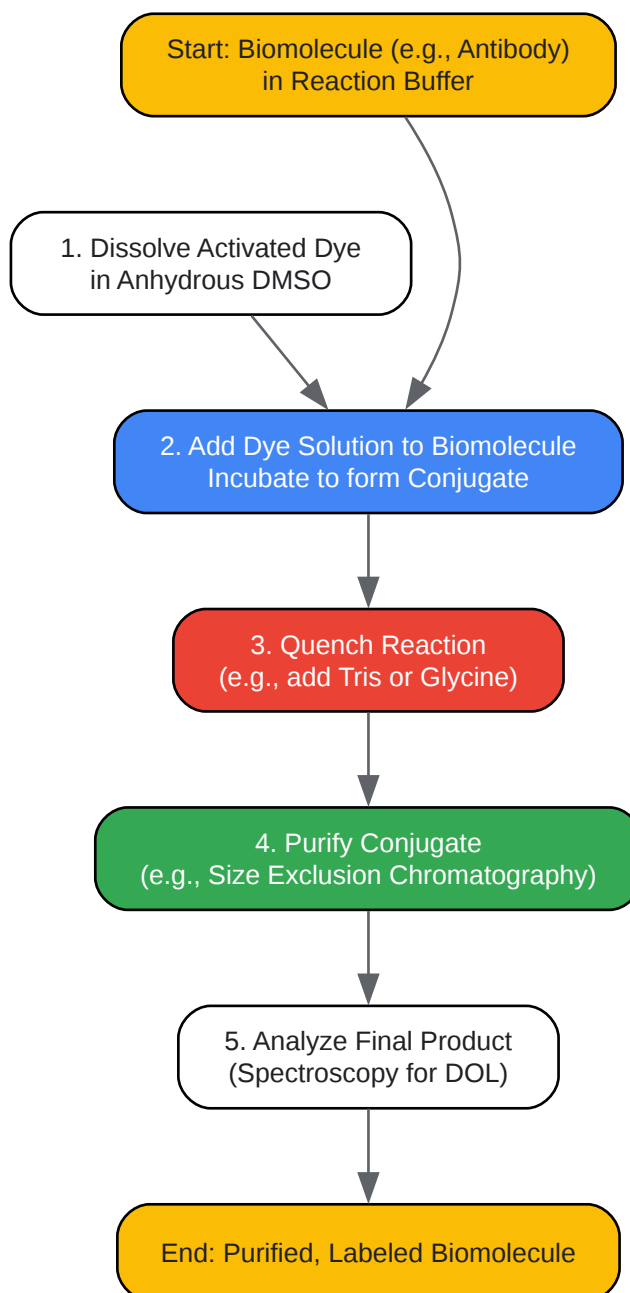 Start: Biomolecule (e.g., Antibody)
in Reaction Buffer
1. Dissolve Activated Dye
in Anhydrous DMSO
2. Add Dye Solution to Biomolecule
Incubate to form Conjugate
3. Quench Reaction
(e.g., add Tris or Glycine)
4. Purify Conjugate
(e.g., Size Exclusion Chromatography)
5. Analyze Final Product
(Spectroscopy for DOL)
End: Purified, Labeled Biomolecule